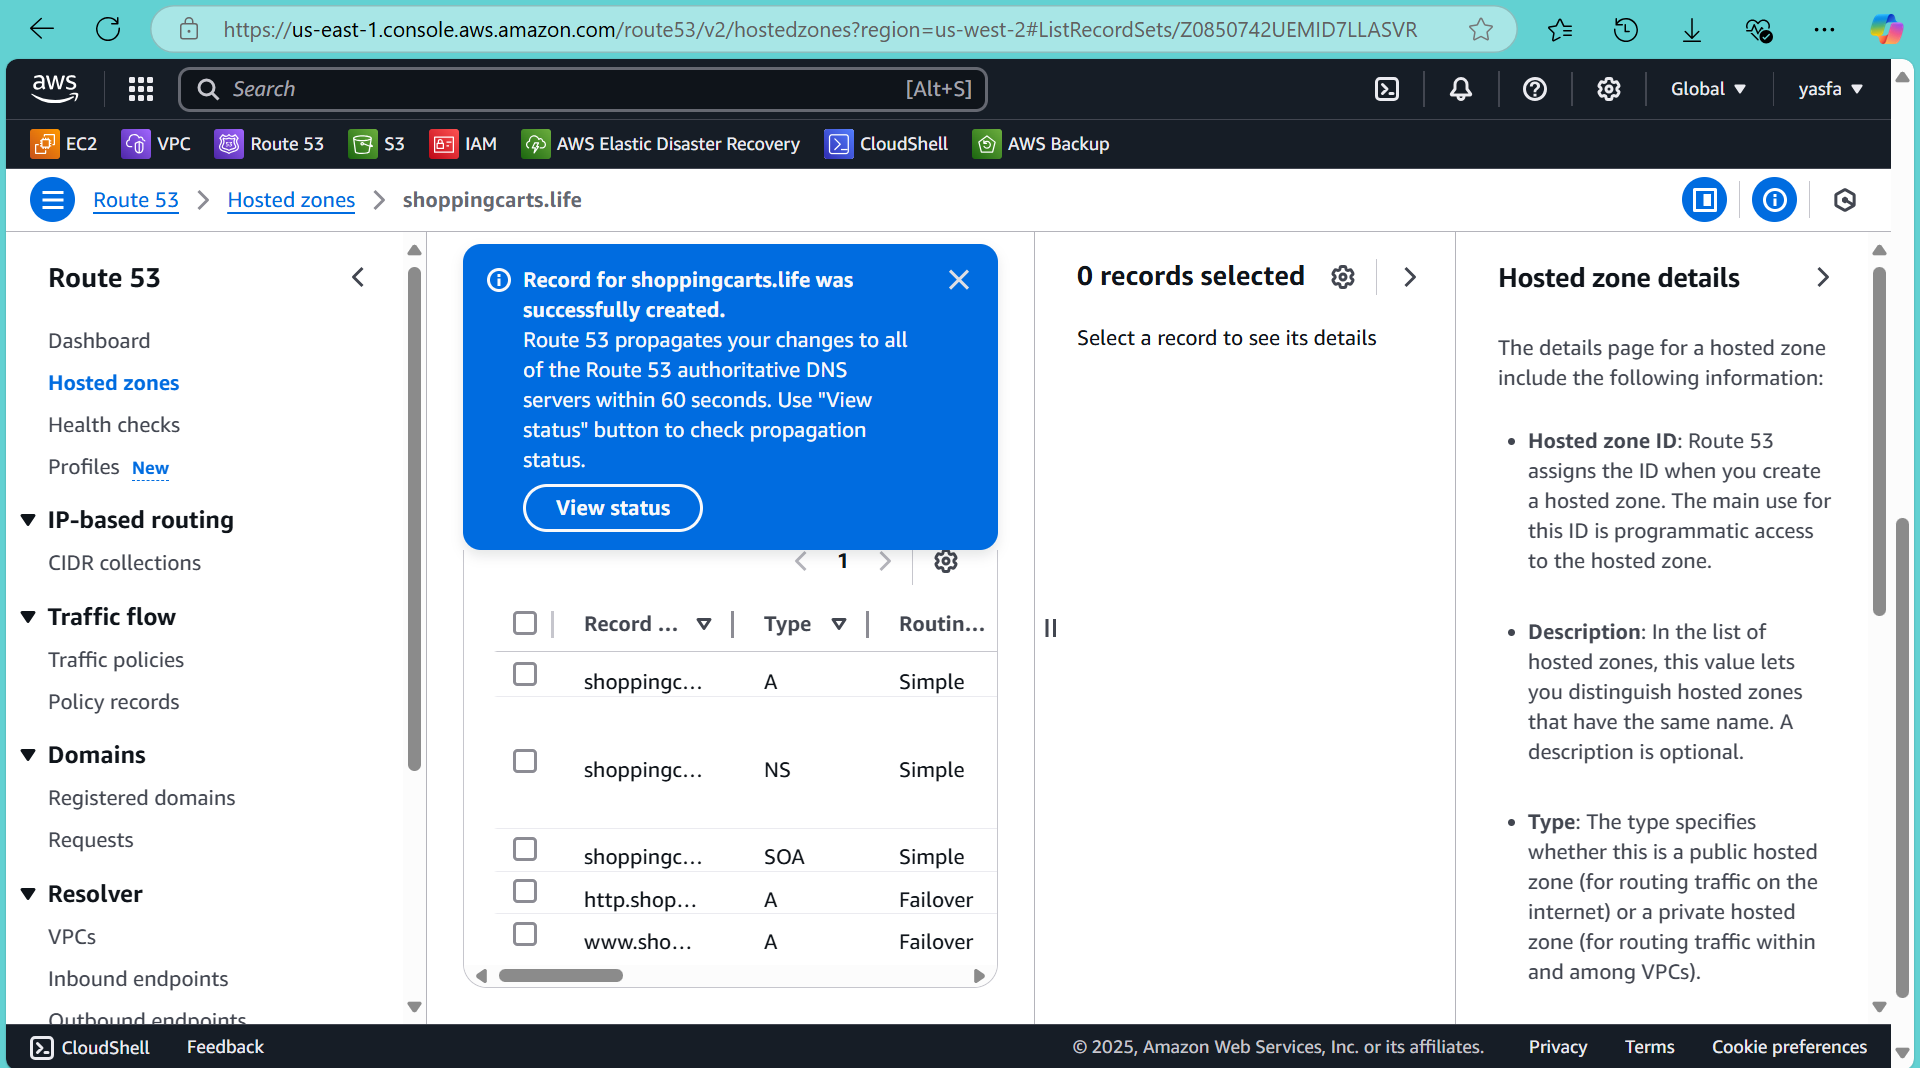 https://us-east-1.console.aws.amazon.com/route53/v2/hostedzones?region=us-west-2#ListRecordSets/Z0850742UEMID7LLASVR
aws
Search
[Alt+S]
Global
yasfa
EC2
VPC
Route 53
S3
IAM
AWS Elastic Disaster Recovery
CloudShell
AWS Backup
Route 53
Hosted zones
shoppingcarts.life
Route 53
Dashboard
Hosted zones
Health checks
Profiles New
IP-based routing
CIDR collections
Traffic flow
Traffic policies
Policy records
Domains
Registered domains
Requests
Resolver
VPCs
Inbound endpoints
Outbound endpoints
Record for shoppingcarts.life was
successfully created.
Route 53 propagates your changes to all
of the Route 53 authoritative DNS
servers within 60 seconds. Use "View
status" button to check propagation
status.
View status
1
Record ... Type Routin...
shoppingc... A Simple
shoppingc... NS Simple
shoppingc... SOA Simple
http.shop... A Failover
www.sho... A Failover
0 records selected
Select a record to see its details
Hosted zone details
The details page for a hosted zone
include the following information:
• Hosted zone ID: Route 53
assigns the ID when you create
a hosted zone. The main use for
this ID is programmatic access
to the hosted zone.
• Description: In the list of
hosted zones, this value lets
you distinguish hosted zones
that have the same name. A
description is optional.
• Type: The type specifies
whether this is a public hosted
zone (for routing traffic on the
internet) or a private hosted
zone (for routing traffic within
and among VPCs).
CloudShell
Feedback
© 2025, Amazon Web Services, Inc. or its affiliates.
Privacy
Terms
Cookie preferences